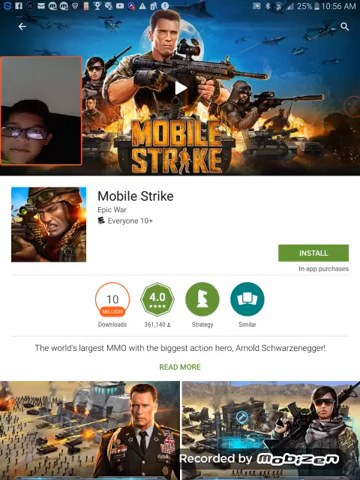 25% 10:56 AM
MOBILE
STRIKE
Mobile Strike
Epic War
Everyone 10+
INSTALL
In-app purchases
10
MILLION
4.0
Downloads
361,140
Strategy
Similar
The world's largest MMO with the biggest action hero, Arnold Schwarzenegger!
READ MORE
Recorded by Mobizen